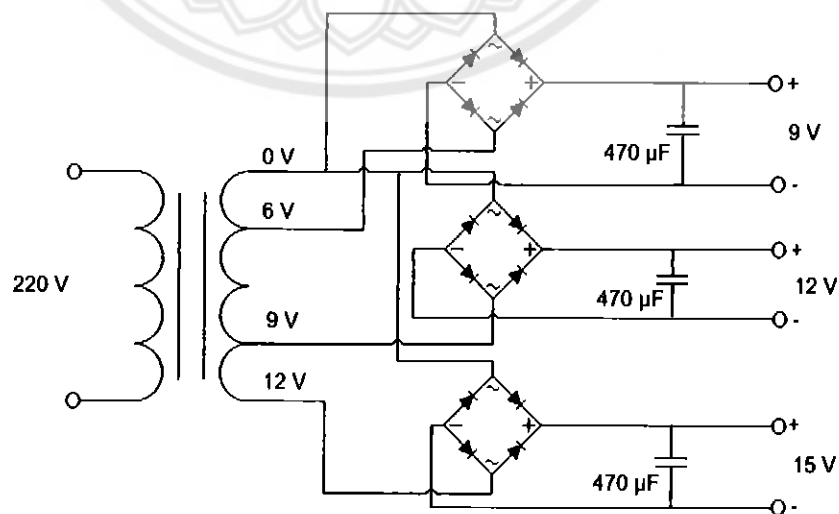 ~
- +
+
9 V
470 µF
-
0 V
6 V
220 V
9 V
12 V
~
- +
~
+
12 V
470 µF
-
~
- +
~
+
15 V
470 µF
-
~